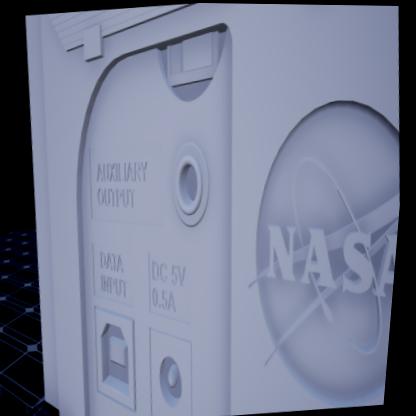 AUXILIARY
OUTPUT
DATA
INPUT
DC 5V
0.5A
NASA